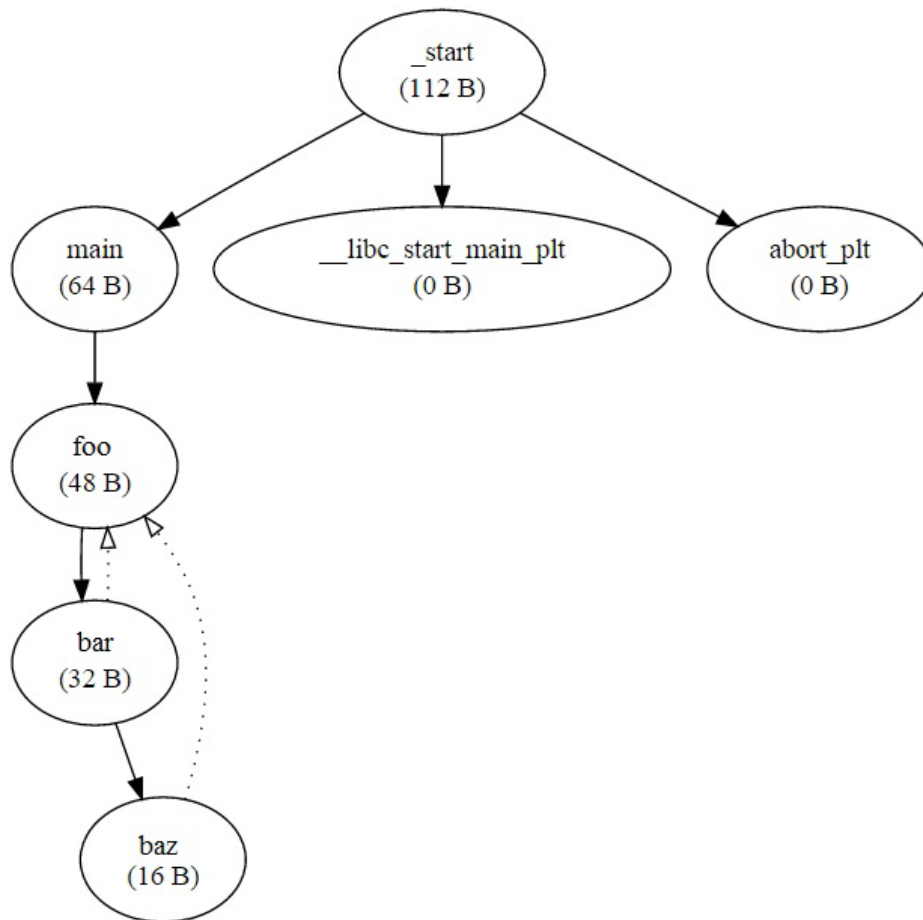 _start
(112 B)
main
(64 B)
__libc_start_main_plt
(0 B)
abort_plt
(0 B)
foo
(48 B)
bar
(32 B)
baz
(16 B)